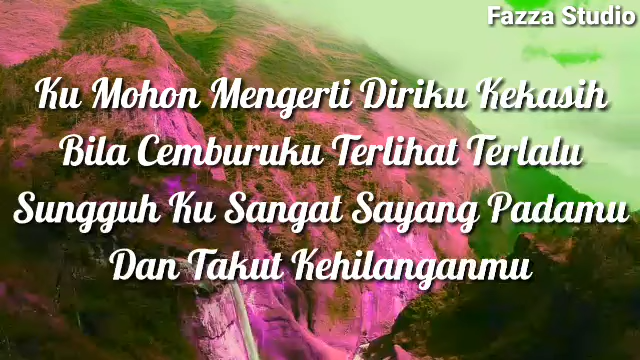 Fazza Studio
Ku Mohon Mengerti Diriku Kekasih
Bila Cemburuku Terlihat Terlalu
Sungguh Ku Sangat Sayang Padamu
Dan Takut Kehilanganmu